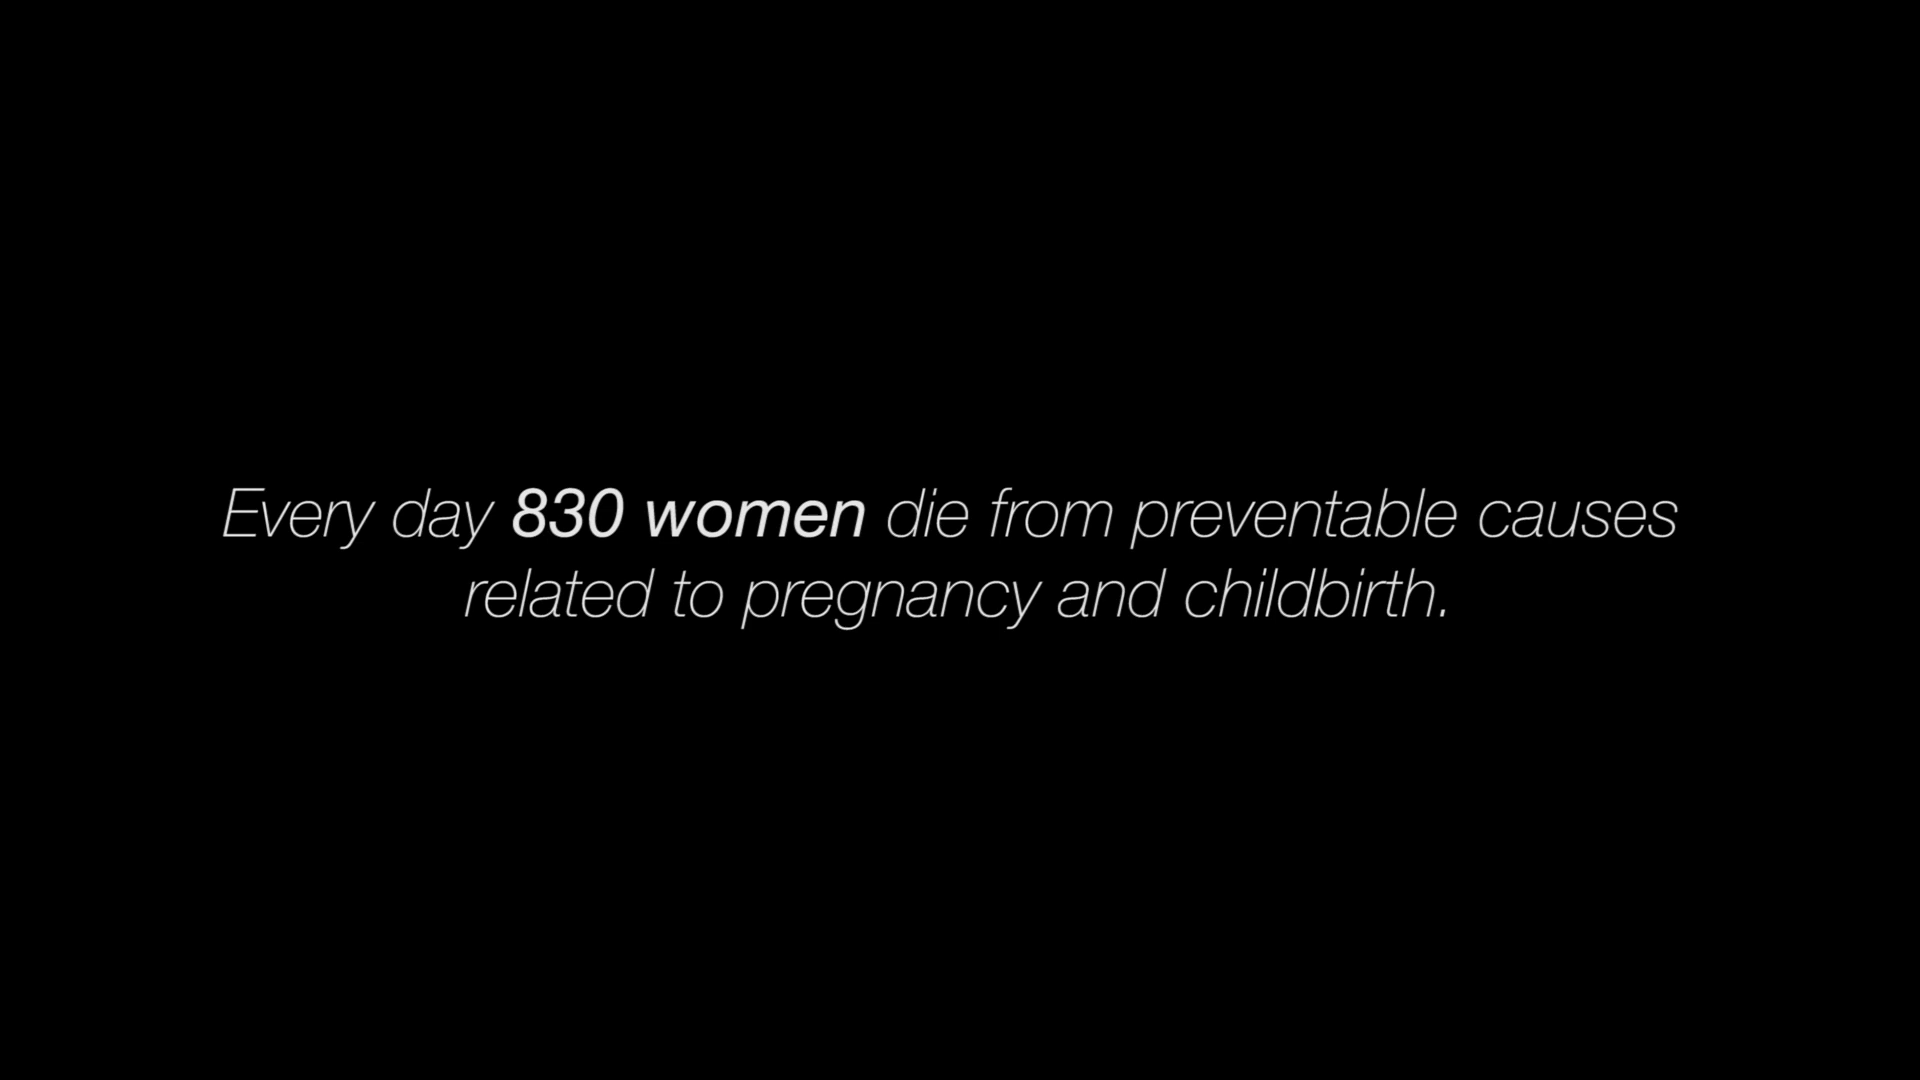 Every day 830 women die from preventable causes
related to pregnancy and childbirth.